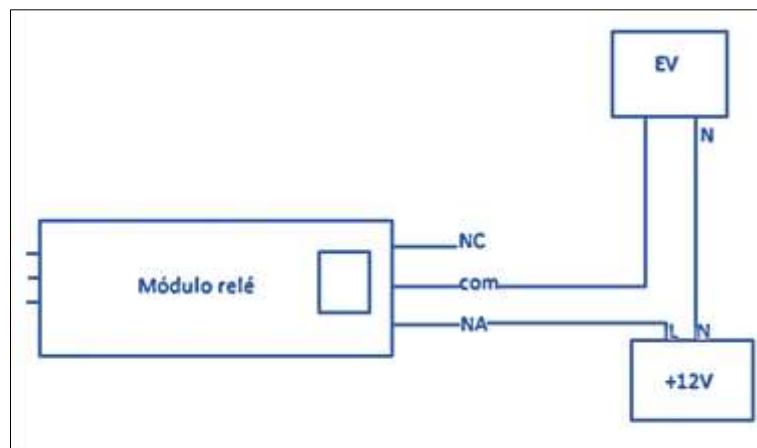 EV
N
NC
Módulo relé
com
NA
L N
+12V